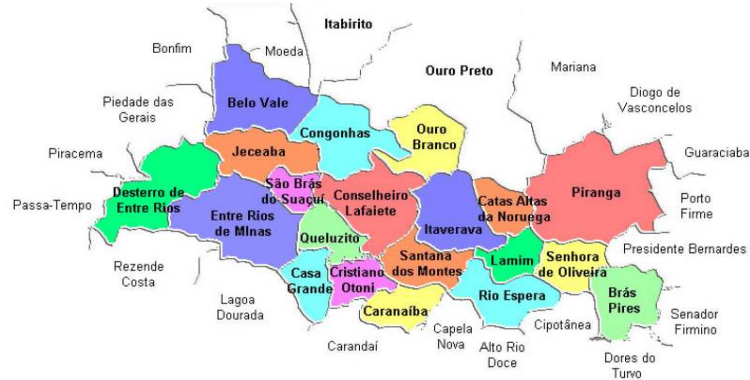 Itabirito
Bonfim
Moeda
Ouro Preto
Mariana
Diogo de
Vasconcelos
Belo Vale
Piedade das
Gerais
Congonhas
Ouro
Branco
Guaraciaba
Piracema
Jeceaba
Desterro de
Entre Rios
São Brás
do Suaçuí
Conselheiro
Lafaiete
Catas Altas
da Noruega
Piranga
Porto
Firme
Passa-Tempo
Entre Rios
de MInas
Itaverava
Queluzito
Presidente Bernardes
Santana
dos Montes
Lamim
Senhora
de Oliveira
Rezende
Costa
Casa
Grande
Cristiano
Otoni
Rio Espera
Brás
Pires
Lagoa
Dourada
Caranaíba
Senador
Firmino
Capela
Nova
Cipotânea
Carandaí
Alto Rio
Doce
Dores do
Turvo